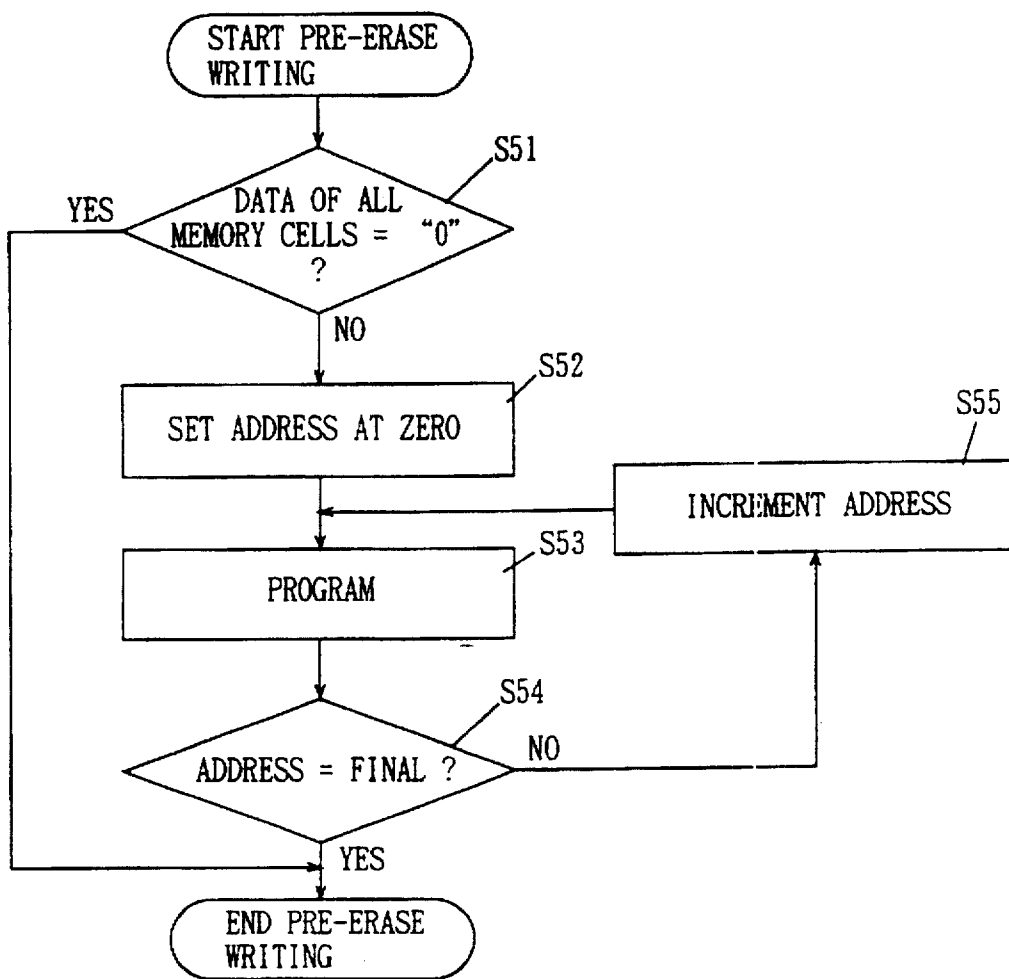 START PRE-ERASE
WRITING
S51
YES
DATA OF ALL
MEMORY CELLS = “0”
?
NO
S52
SET ADDRESS AT ZERO
S55
INCREMENT ADDRESS
S53
PROGRAM
S54
ADDRESS = FINAL ?
NO
YES
END PRE-ERASE
WRITING